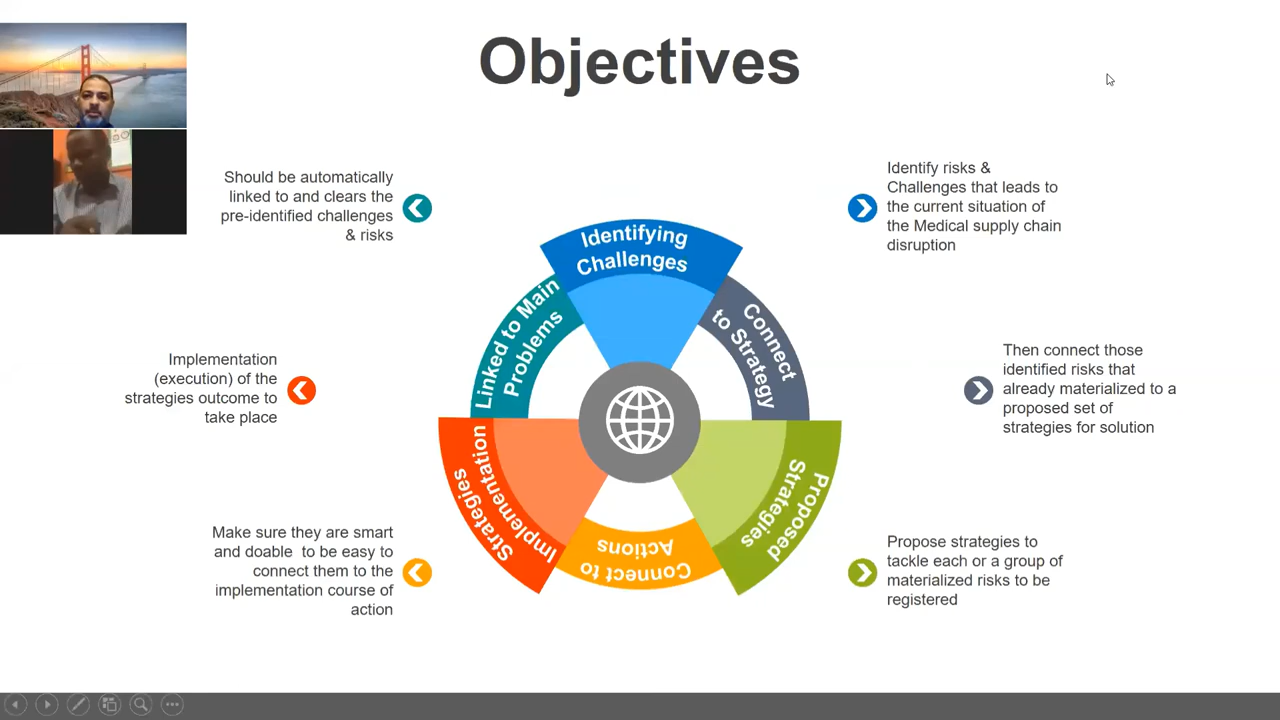 Objectives
Should be automatically
linked to and clears the
pre-identified challenges
& risks
Identify risks &
Challenges that leads to
the current situation of
the Medical supply chain
disruption
Identifying
Challenges
Linked to Main
Problems
Connect
to Strategy
Implementation
(execution) of the
strategies outcome to
take place
Then connect those
identified risks that
already materialized to a
proposed set of
strategies for solution
Strategies
Implementation
Proposed
Strategies
Connect to
Actions
Make sure they are smart
and doable to be easy to
connect them to the
implementation course of
action
Propose strategies to
tackle each or a group of
materialized risks to be
registered